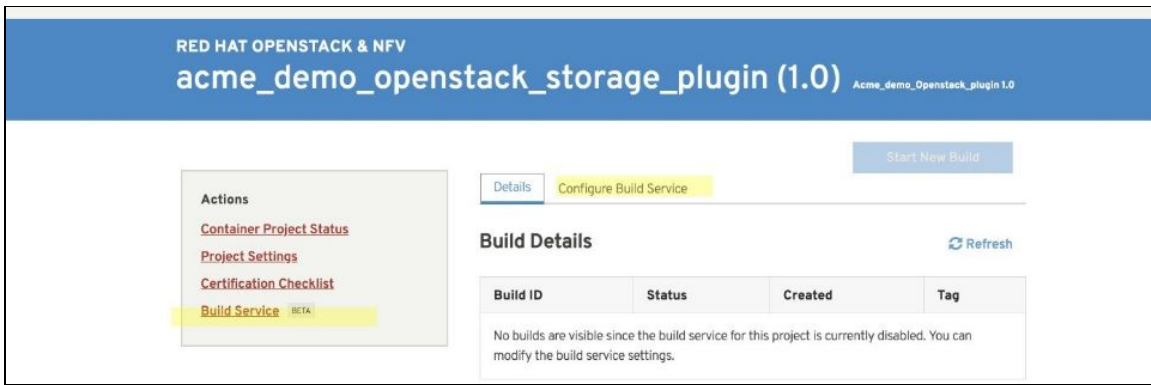 RED HAT OPENSTACK & NFV
acme_demo_openstack_storage_plugin (1.0) Acme_demo_Openstack_plugin 1.0
Start New Build
Actions
Container Project Status
Project Settings
Certification Checklist
Build Service BETA
Details Configure Build Service
Build Details Refresh
Build ID Status Created Tag
No builds are visible since the build service for this project is currently disabled. You can
modify the build service settings.